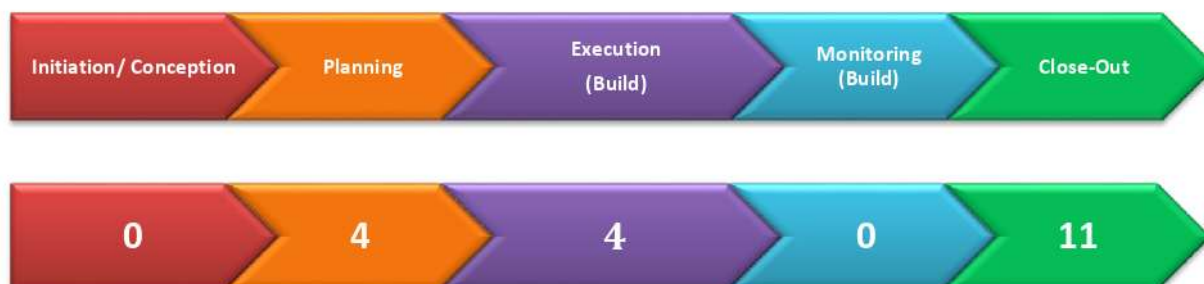 Initiation/ Conception
Planning
Execution
(Build)
Monitoring
(Build)
Close-Out
0
4
4
0
11